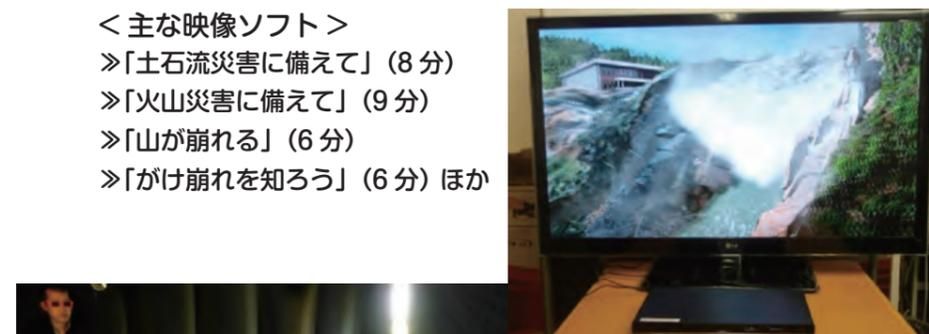 ＜主な映像ソフト＞
≫「土石流災害に備えて」（8分）
≫「火山災害に備えて」（9分）
≫「山が崩れる」（6分）
≫「がけ崩れを知ろう」（6分）ほか
LG